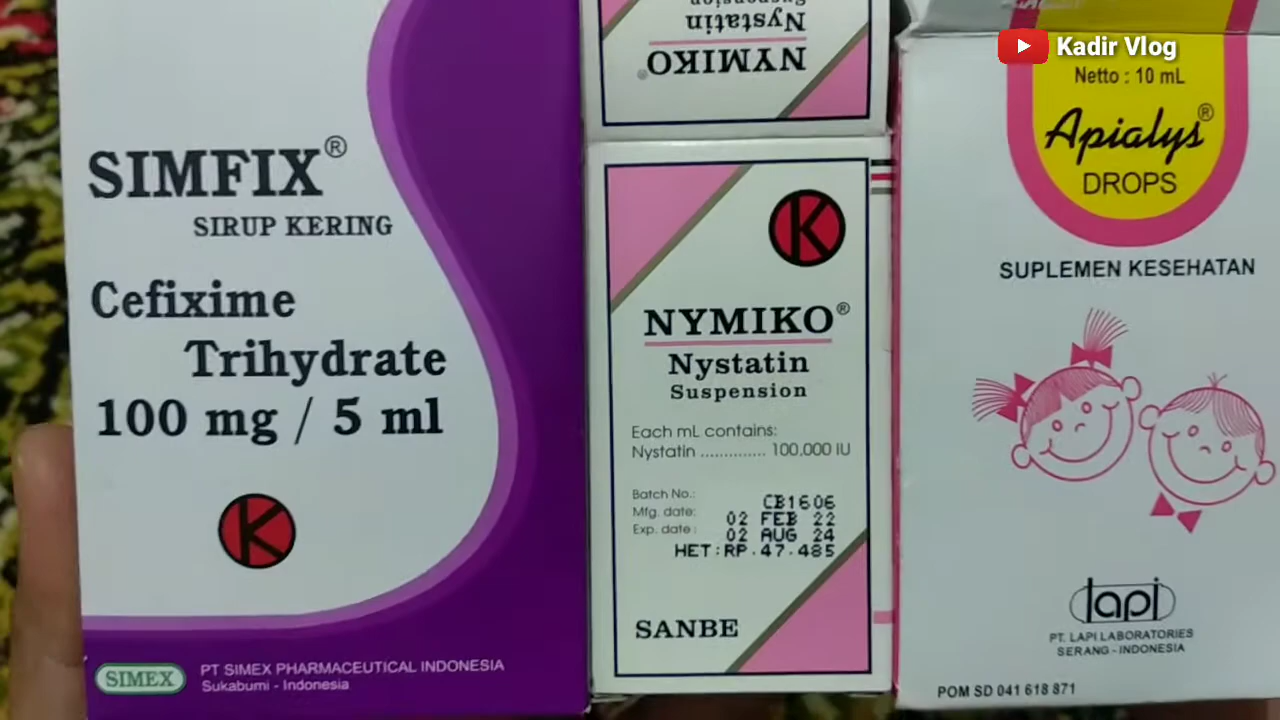 SIMFIX®
SIRUP KERING
Cefixime
Trihydrate
100 mg / 5 ml
K
SIMEX
PT SIMEX PHARMACEUTICAL INDONESIA
Sukabumi - Indonesia
Suspension
Nystatin
NYMIKO®
K
NYMIKO®
Nystatin
Suspension
Each mL contains:
Nystatin .............. 100,000 IU
Batch No.: CB1606
Mfg. date: 02 FEB 22
Exp. date : 02 AUG 24
HET:RP.47.485
SANBE
Kadir Vlog
Netto : 10 mL
Apialys®
DROPS
SUPLEMEN KESEHATAN
lapi
PT. LAPI LABORATORIES
SERANG - INDONESIA
POM SD 041 618 871